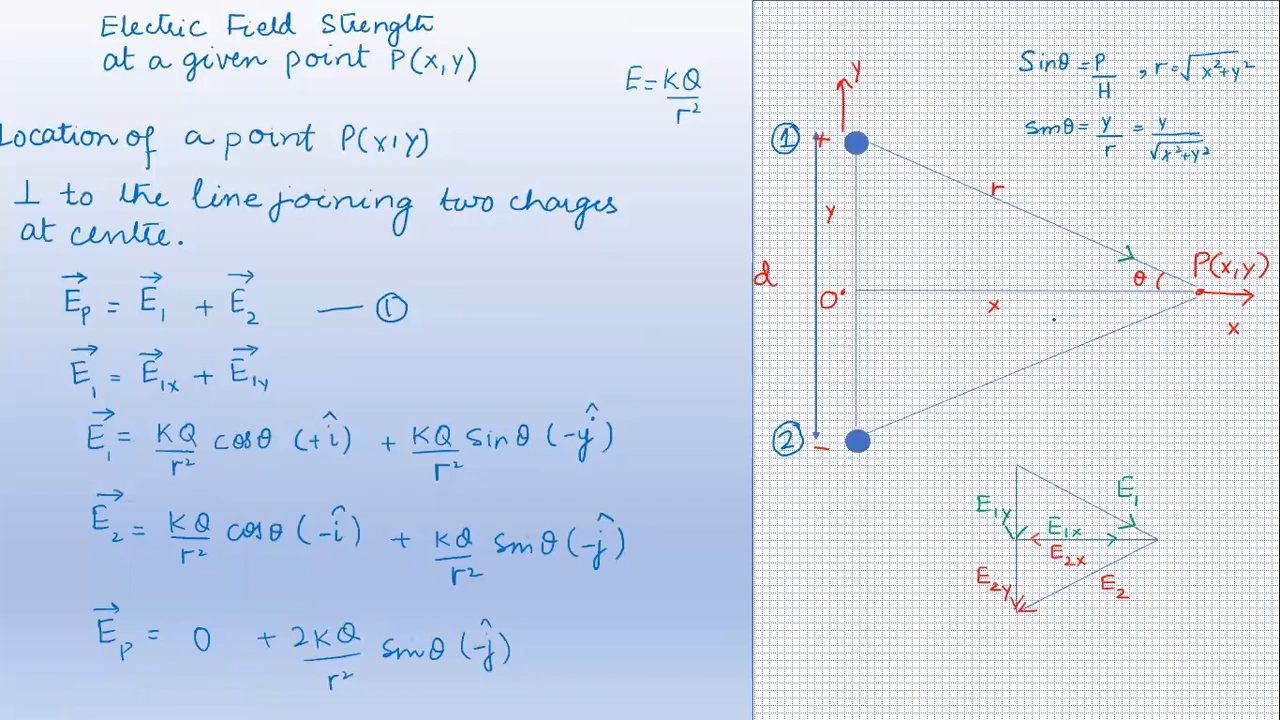 Electric Field Strength
at a given point P(x,y)
E = KQ/r²
Location of a point P(x,y)
⊥ to the line joining two charges
at centre.
E⃗p = E⃗1 + E⃗2 — ①
E⃗1 = E⃗1x + E⃗1y
E⃗1 = KQ/r² cosθ (+î) + KQ/r² Sinθ (-ŷ)
E⃗2 = KQ/r² cosθ (-î) + KQ/r² sinθ (-ĵ)
E⃗p = 0 + 2KQ/r² sinθ (-ĵ)
Sinθ = P/H , r = √x²+y²
sinθ = y/r = y/√x²+y²
y
① +
r
y
P(x,y)
d
θ
O
x
x
② −
E1
E1y
E1x
E2x
E2y
E2